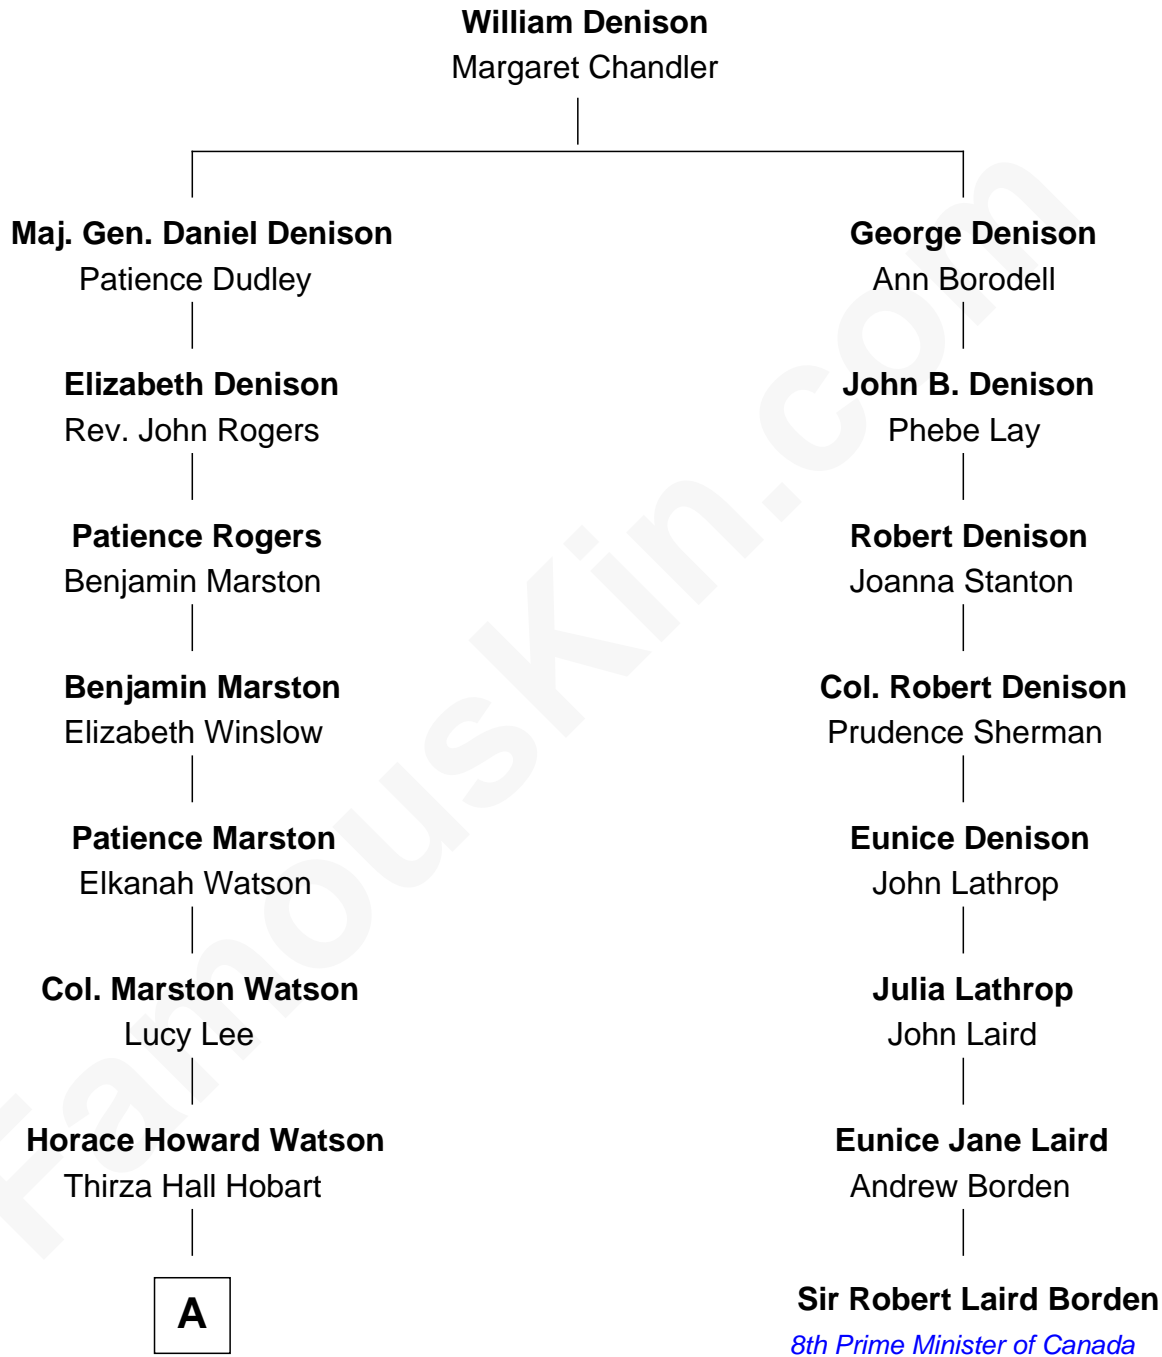 William Denison
Margaret Chandler
Maj. Gen. Daniel Denison
Patience Dudley
Elizabeth Denison
Rev. John Rogers
Patience Rogers
Benjamin Marston
Benjamin Marston
Elizabeth Winslow
Patience Marston
Elkanah Watson
Col. Marston Watson
Lucy Lee
Horace Howard Watson
Thirza Hall Hobart
A
George Denison
Ann Borodell
John B. Denison
Phebe Lay
Robert Denison
Joanna Stanton
Col. Robert Denison
Prudence Sherman
Eunice Denison
John Lathrop
Julia Lathrop
John Laird
Eunice Jane Laird
Andrew Borden
Sir Robert Laird Borden
8th Prime Minister of Canada
FamousKin.com